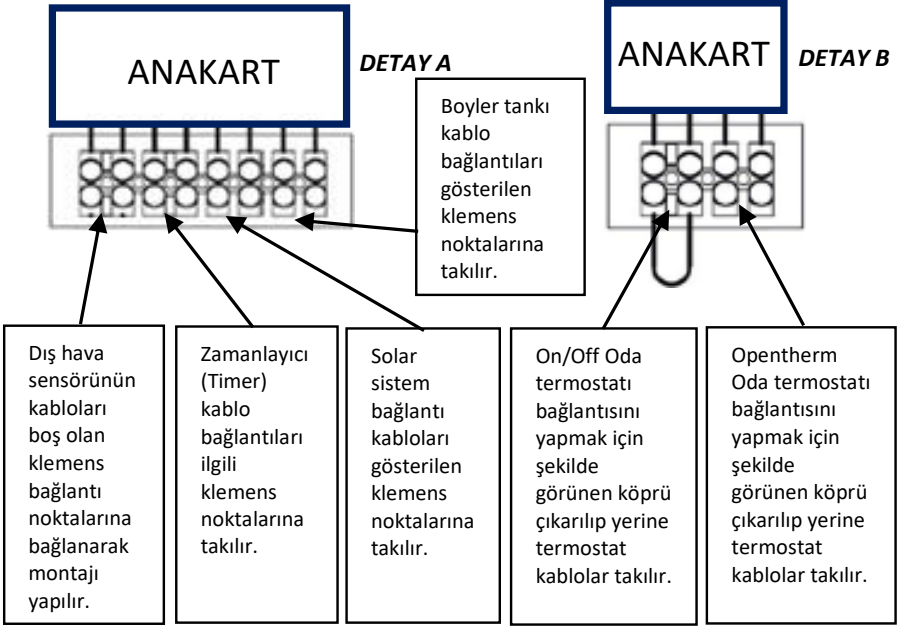 ANAKART
DETAY A
ANAKART
DETAY B
Boyler tankı
kablo
bağlantıları
gösterilen
klemens
noktalarına
takılır.
Dış hava
sensörünün
kabloları
boş olan
klemens
bağlantı
noktalarına
bağlanarak
montajı
yapılır.
Zamanlayıcı
(Timer)
kablo
bağlantıları
ilgili
klemens
noktalarına
takılır.
Solar
sistem
bağlantı
kabloları
gösterilen
klemens
noktalarına
takılır.
On/Off Oda
termostatı
bağlantısını
yapmak için
şekilde
görünen köprü
çıkarılıp yerine
termostat
kablolar takılır.
Opentherm
Oda termostatı
bağlantısını
yapmak için
şekilde
görünen köprü
çıkarılıp yerine
termostat
kablolar takılır.